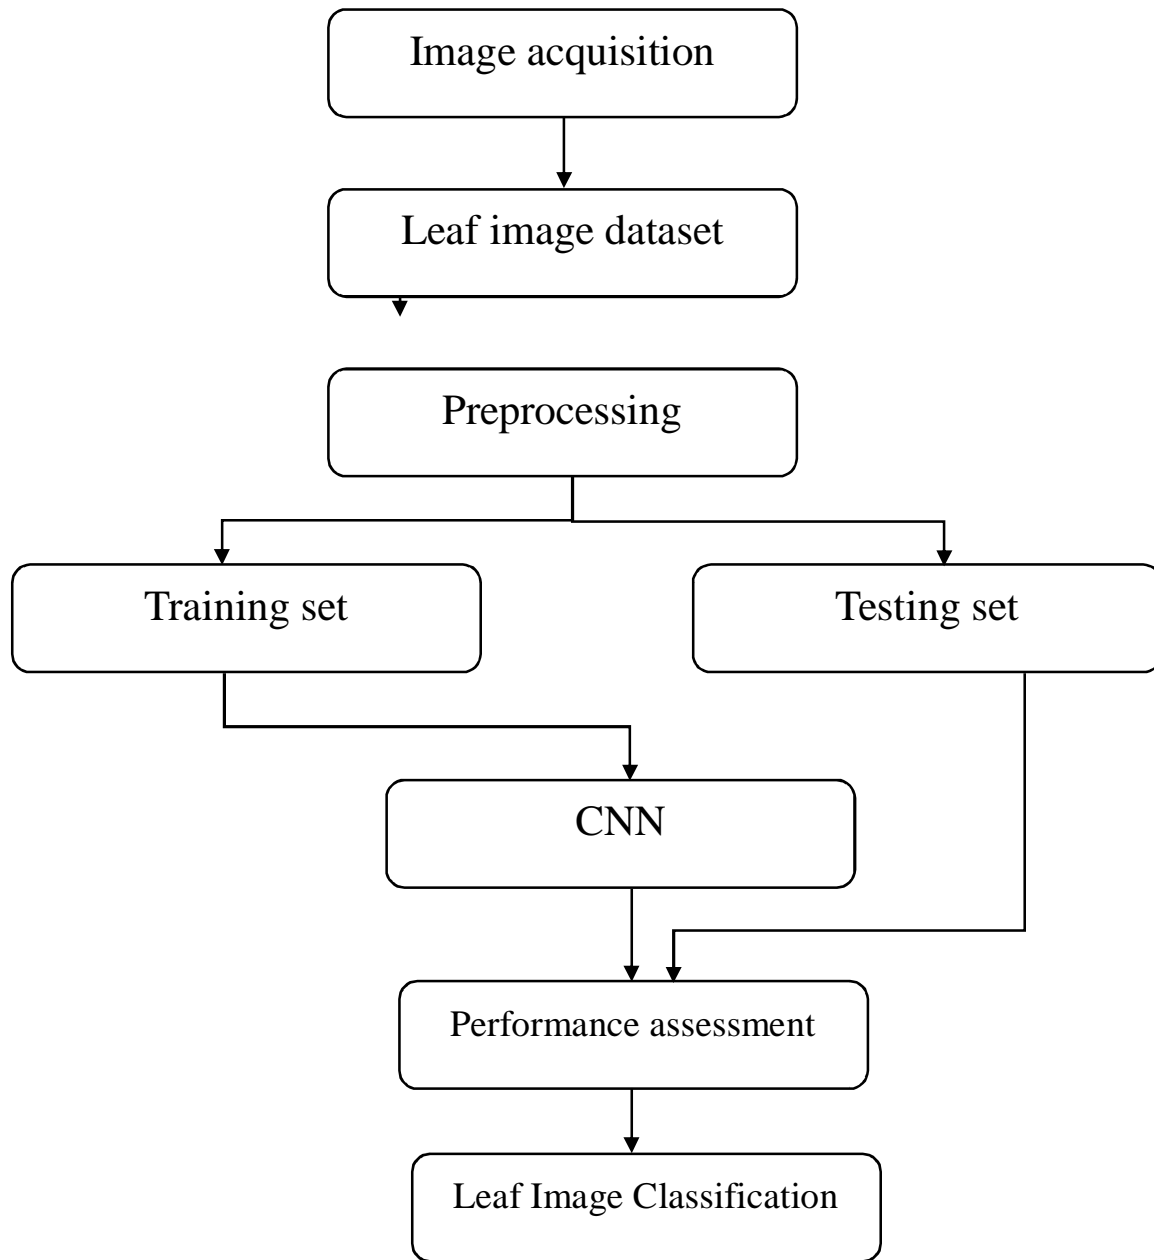 Image acquisition
Leaf image dataset
Preprocessing
Training set
Testing set
CNN
Performance assessment
Leaf Image Classification